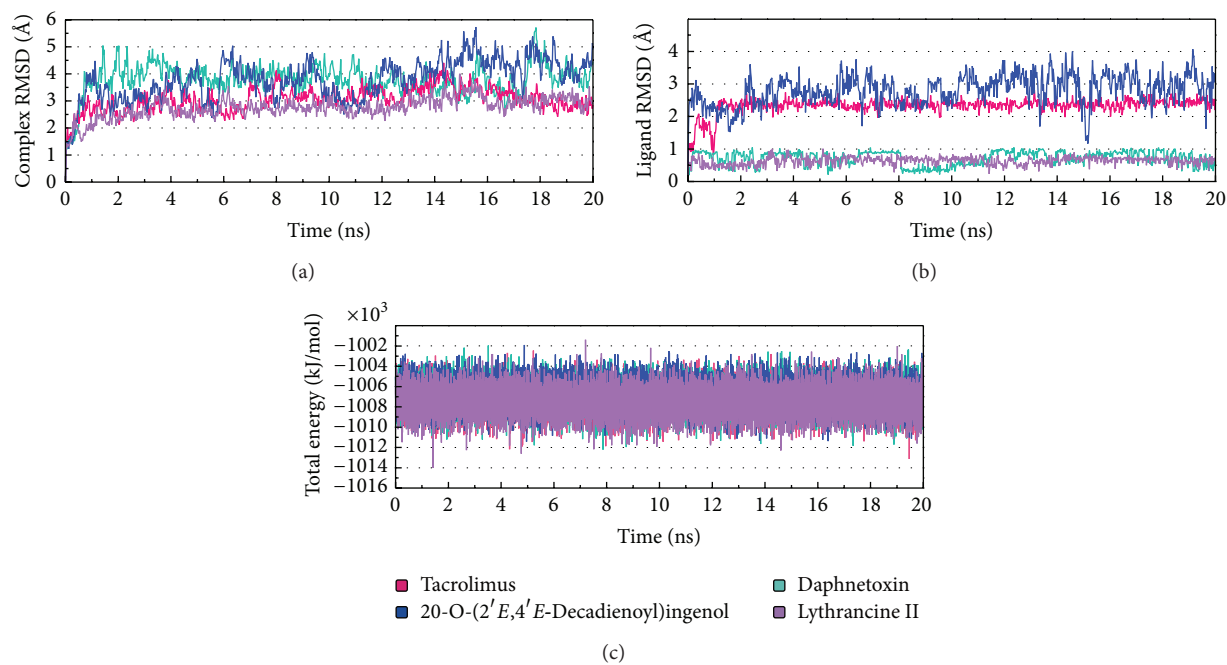 Complex RMSD (Å)
6
5
4
3
2
1
0
0 2 4 6 8 10 12 14 16 18 20
Time (ns)
(a)
Ligand RMSD (Å)
4
3
2
1
0
0 2 4 6 8 10 12 14 16 18 20
Time (ns)
(b)
×10³
Total energy (kJ/mol)
−1002
−1004
−1006
−1008
−1010
−1012
−1014
−1016
0 2 4 6 8 10 12 14 16 18 20
Time (ns)
Tacrolimus
20-O-(2′E,4′E-Decadienoyl)ingenol
Daphnetoxin
Lythrancine II
(c)